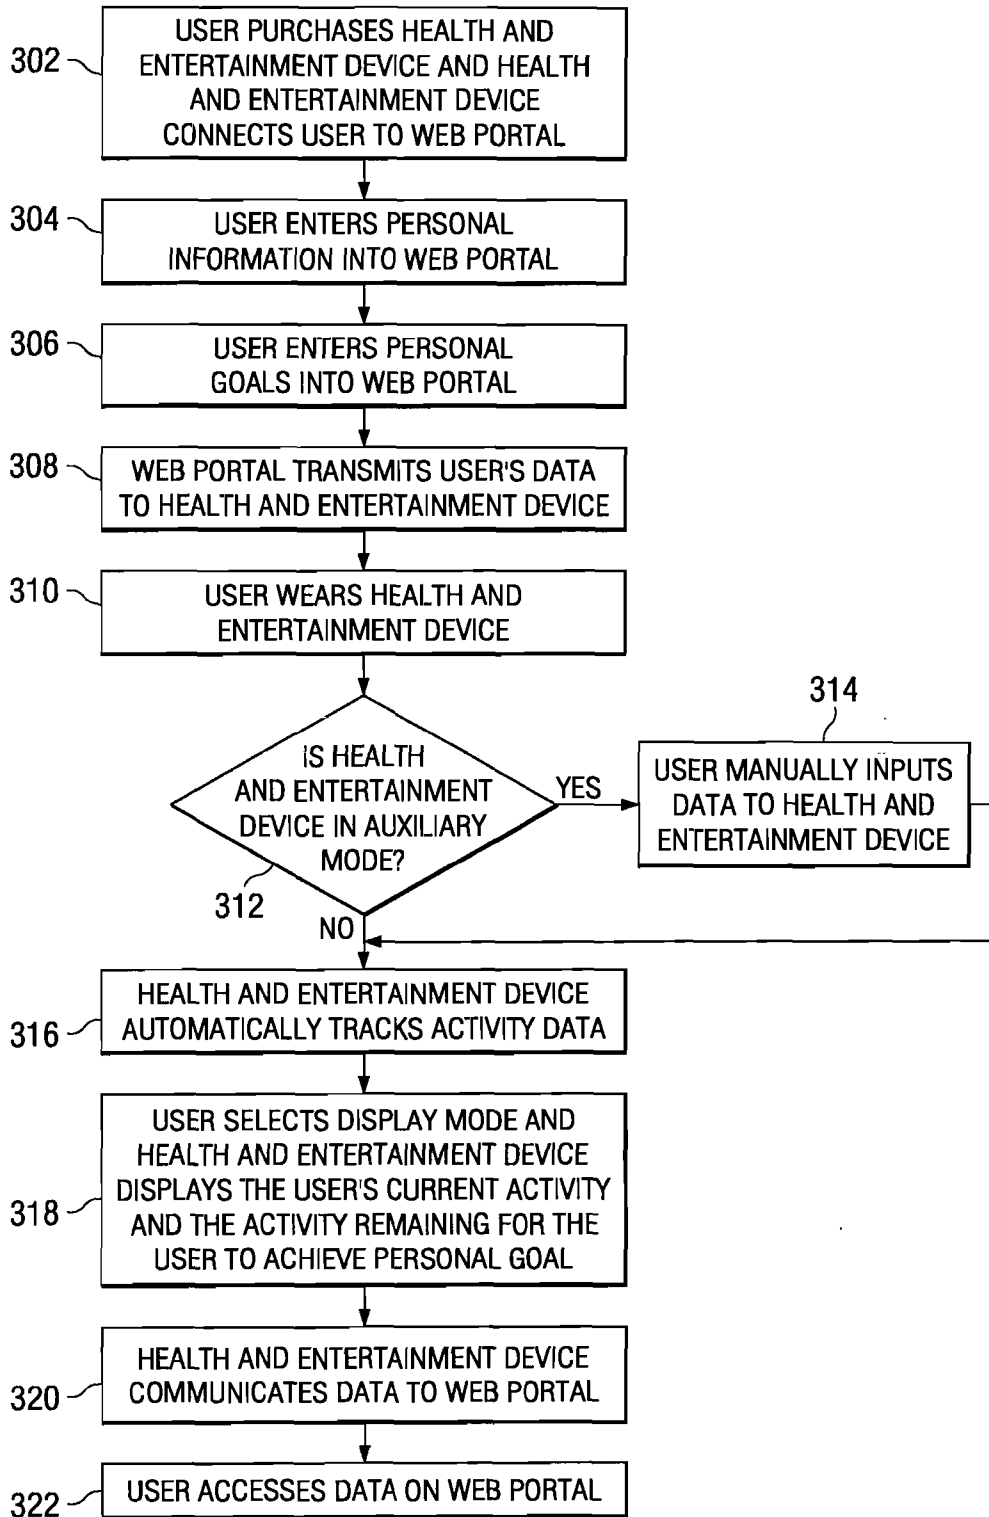 302
USER PURCHASES HEALTH AND
ENTERTAINMENT DEVICE AND HEALTH
AND ENTERTAINMENT DEVICE
CONNECTS USER TO WEB PORTAL
304
USER ENTERS PERSONAL
INFORMATION INTO WEB PORTAL
306
USER ENTERS PERSONAL
GOALS INTO WEB PORTAL
308
WEB PORTAL TRANSMITS USER'S DATA
TO HEALTH AND ENTERTAINMENT DEVICE
310
USER WEARS HEALTH AND
ENTERTAINMENT DEVICE
IS HEALTH
AND ENTERTAINMENT
DEVICE IN AUXILIARY
MODE?
312
YES
314
USER MANUALLY INPUTS
DATA TO HEALTH AND
ENTERTAINMENT DEVICE
NO
316
HEALTH AND ENTERTAINMENT DEVICE
AUTOMATICALLY TRACKS ACTIVITY DATA
318
USER SELECTS DISPLAY MODE AND
HEALTH AND ENTERTAINMENT DEVICE
DISPLAYS THE USER'S CURRENT ACTIVITY
AND THE ACTIVITY REMAINING FOR THE
USER TO ACHIEVE PERSONAL GOAL
320
HEALTH AND ENTERTAINMENT DEVICE
COMMUNICATES DATA TO WEB PORTAL
322
USER ACCESSES DATA ON WEB PORTAL